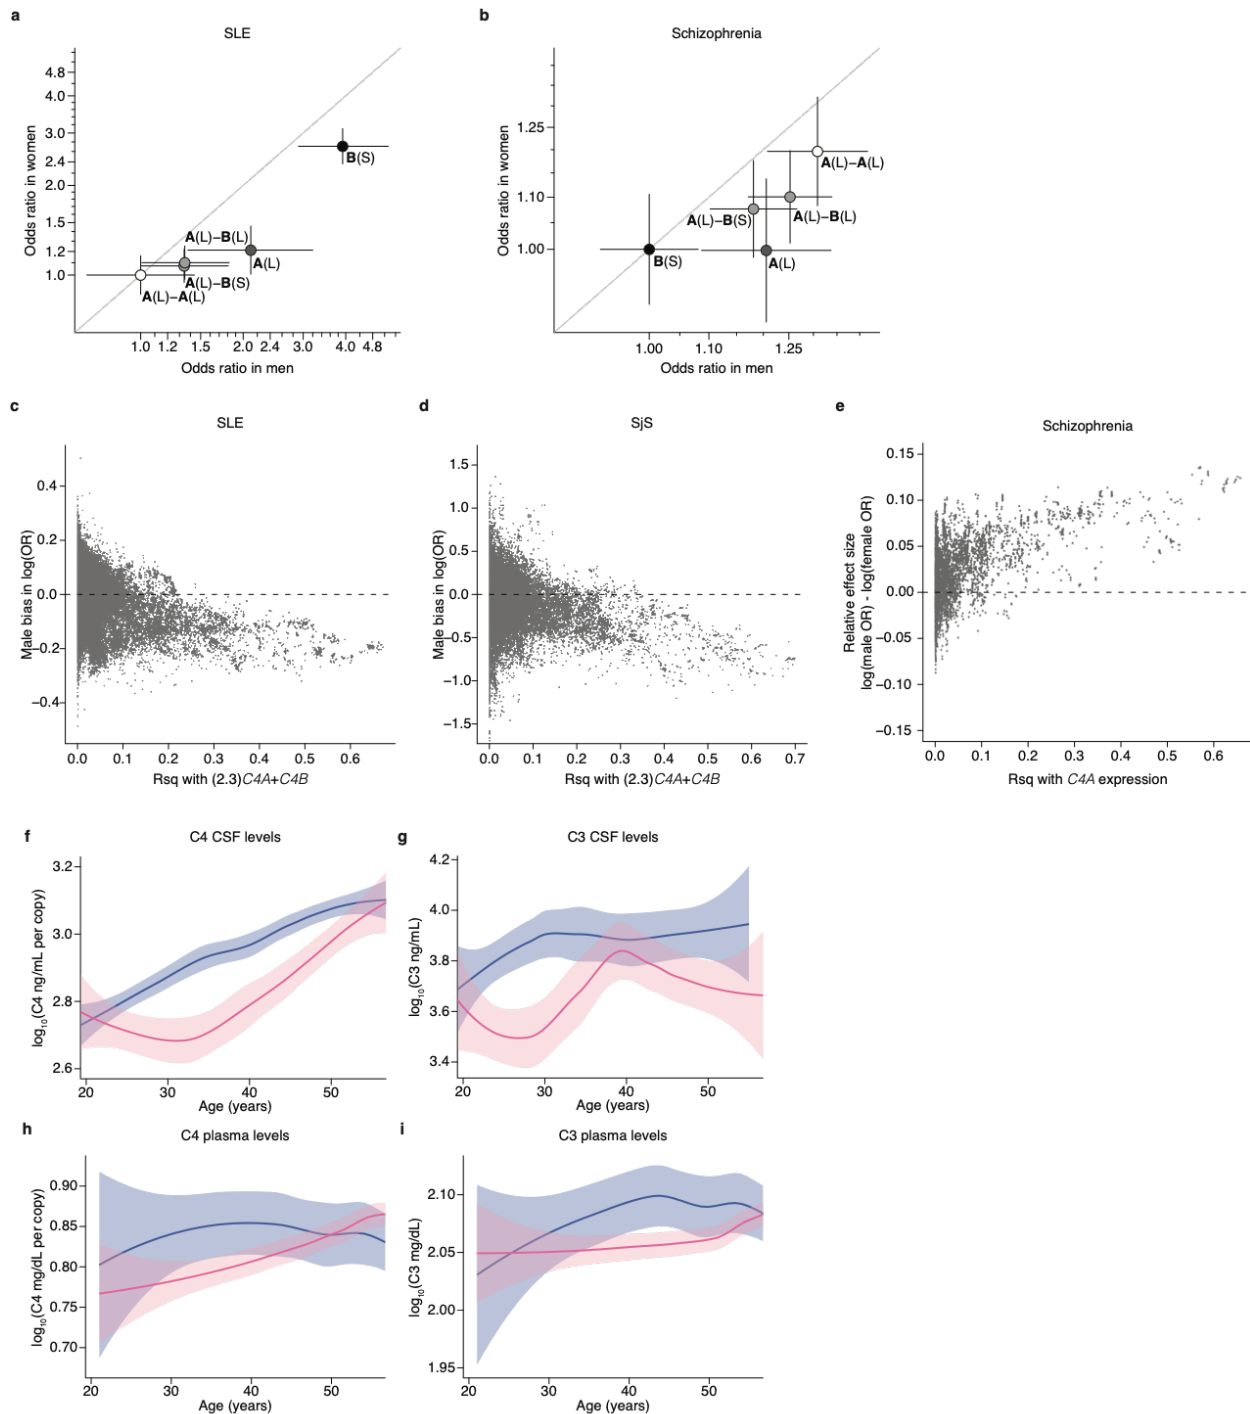 a
SLE
4.8
4.0
3.0
2.4
2.0
1.5
1.2
1.0
Odds ratio in women
B(S)
A(L)–B(L)
A(L)
A(L)–B(S)
A(L)–A(L)
1.0 1.2 1.5 2.0 2.4 3.0 4.0 4.8
Odds ratio in men
b
Schizophrenia
1.25
1.10
1.00
Odds ratio in women
A(L)–A(L)
A(L)–B(S)
A(L)–B(L)
B(S)
A(L)
1.00 1.10 1.25
Odds ratio in men
c
SLE
0.4
0.2
0.0
−0.2
−0.4
Male bias in log(OR)
0.0 0.1 0.2 0.3 0.4 0.5 0.6
Rsq with (2.3)C4A+C4B
d
SjS
1.5
1.0
0.5
0.0
−0.5
−1.0
−1.5
Male bias in log(OR)
0.0 0.1 0.2 0.3 0.4 0.5 0.6 0.7
Rsq with (2.3)C4A+C4B
e
Schizophrenia
0.15
0.10
0.05
0.00
−0.05
−0.10
−0.15
Relative effect size
log(male OR) - log(female OR)
0.0 0.1 0.2 0.3 0.4 0.5 0.6
Rsq with C4A expression
f
C4 CSF levels
3.2
3.0
2.8
2.6
log10(C4 ng/mL per copy)
20 30 40 50
Age (years)
g
C3 CSF levels
4.2
4.0
3.8
3.6
3.4
log10(C3 ng/mL)
20 30 40 50
Age (years)
h
C4 plasma levels
0.90
0.85
0.80
0.75
0.70
log10(C4 mg/dL per copy)
20 30 40 50
Age (years)
i
C3 plasma levels
2.10
2.05
2.00
1.95
log10(C3 mg/dL)
20 30 40 50
Age (years)